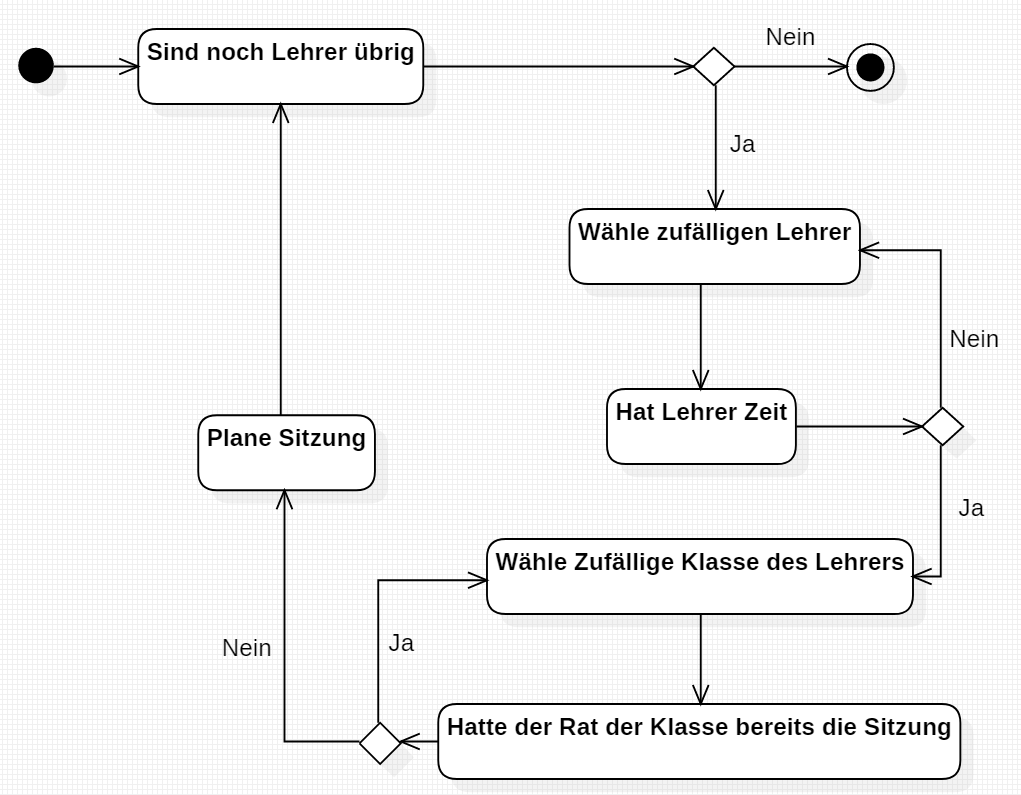 Sind noch Lehrer übrig
Nein
Ja
Wähle zufälligen Lehrer
Nein
Hat Lehrer Zeit
Plane Sitzung
Ja
Wähle Zufällige Klasse des Lehrers
Nein
Ja
Hatte der Rat der Klasse bereits die Sitzung